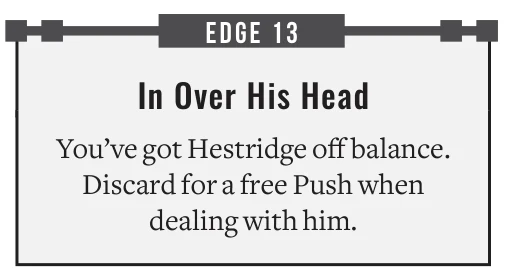 EDGE 13
In Over His Head
You’ve got Hestridge off balance.
Discard for a free Push when
dealing with him.